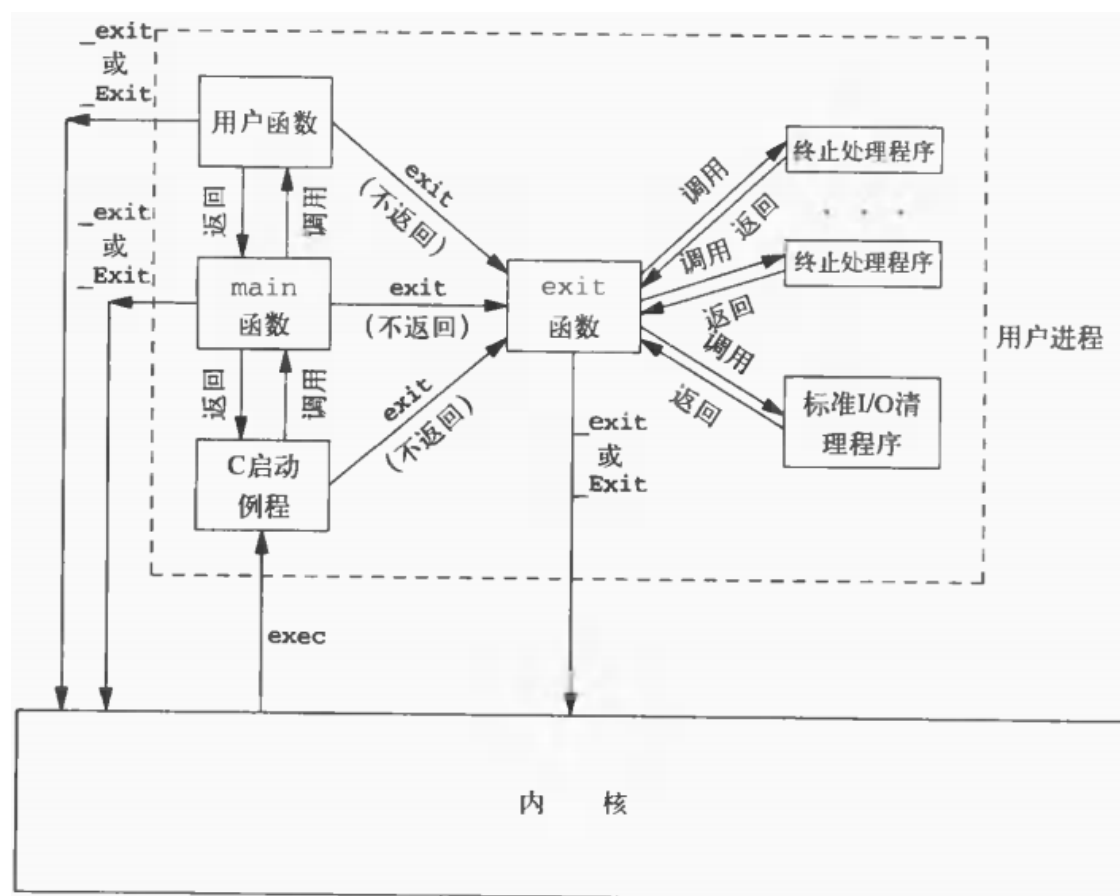 _exit
或
_Exit
用户函数
终止处理程序
exit
(不返回)
调用
返回
返回
调用
. . .
_exit
或
_Exit
调用
终止处理程序
main
函数
exit
(不返回)
exit
函数
返回
用户进程
返回
调用
exit
(不返回)
调用
返回
标准I/O清
理程序
C启动
例程
_exit
或
_Exit
exec
内 核